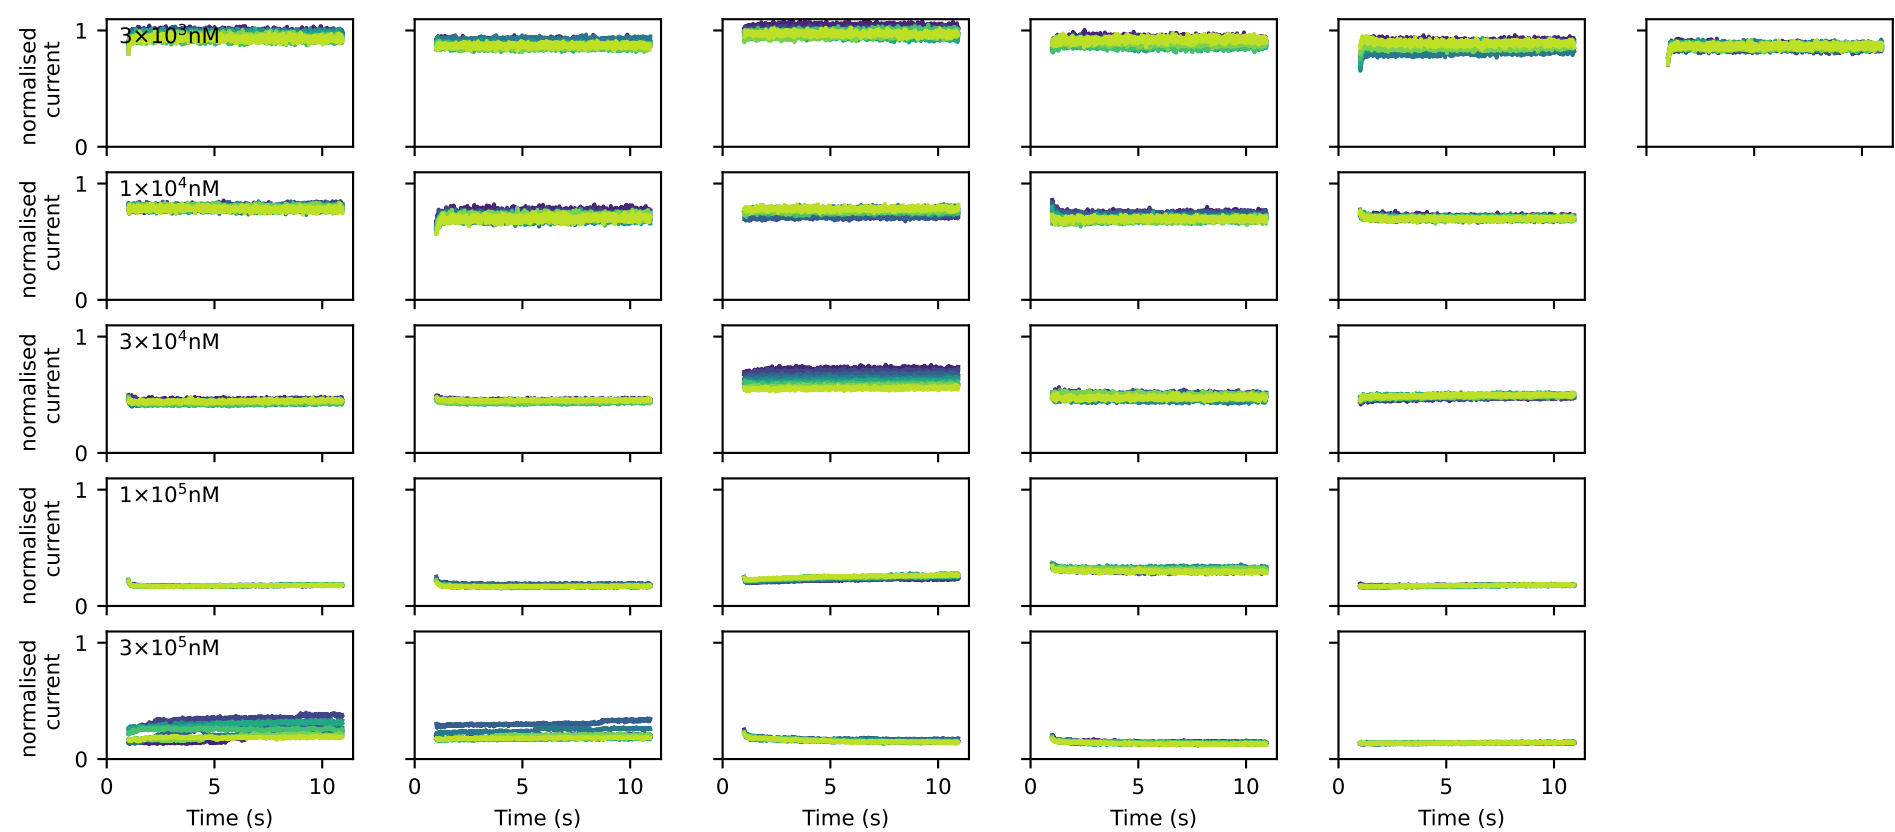 normalised
current
1
0
3×10³nM
normalised
current
1
0
1×10⁴nM
normalised
current
1
0
3×10⁴nM
normalised
current
1
0
1×10⁵nM
normalised
current
1
0
3×10⁵nM
0 5 10 0 5 10 0 5 10 0 5 10 0 5 10
Time (s) Time (s) Time (s) Time (s) Time (s)